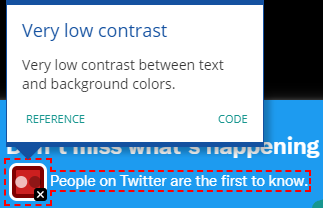 Very low contrast
Very low contrast between text
and background colors.
REFERENCE CODE
Don't miss what's happening
People on Twitter are the first to know.